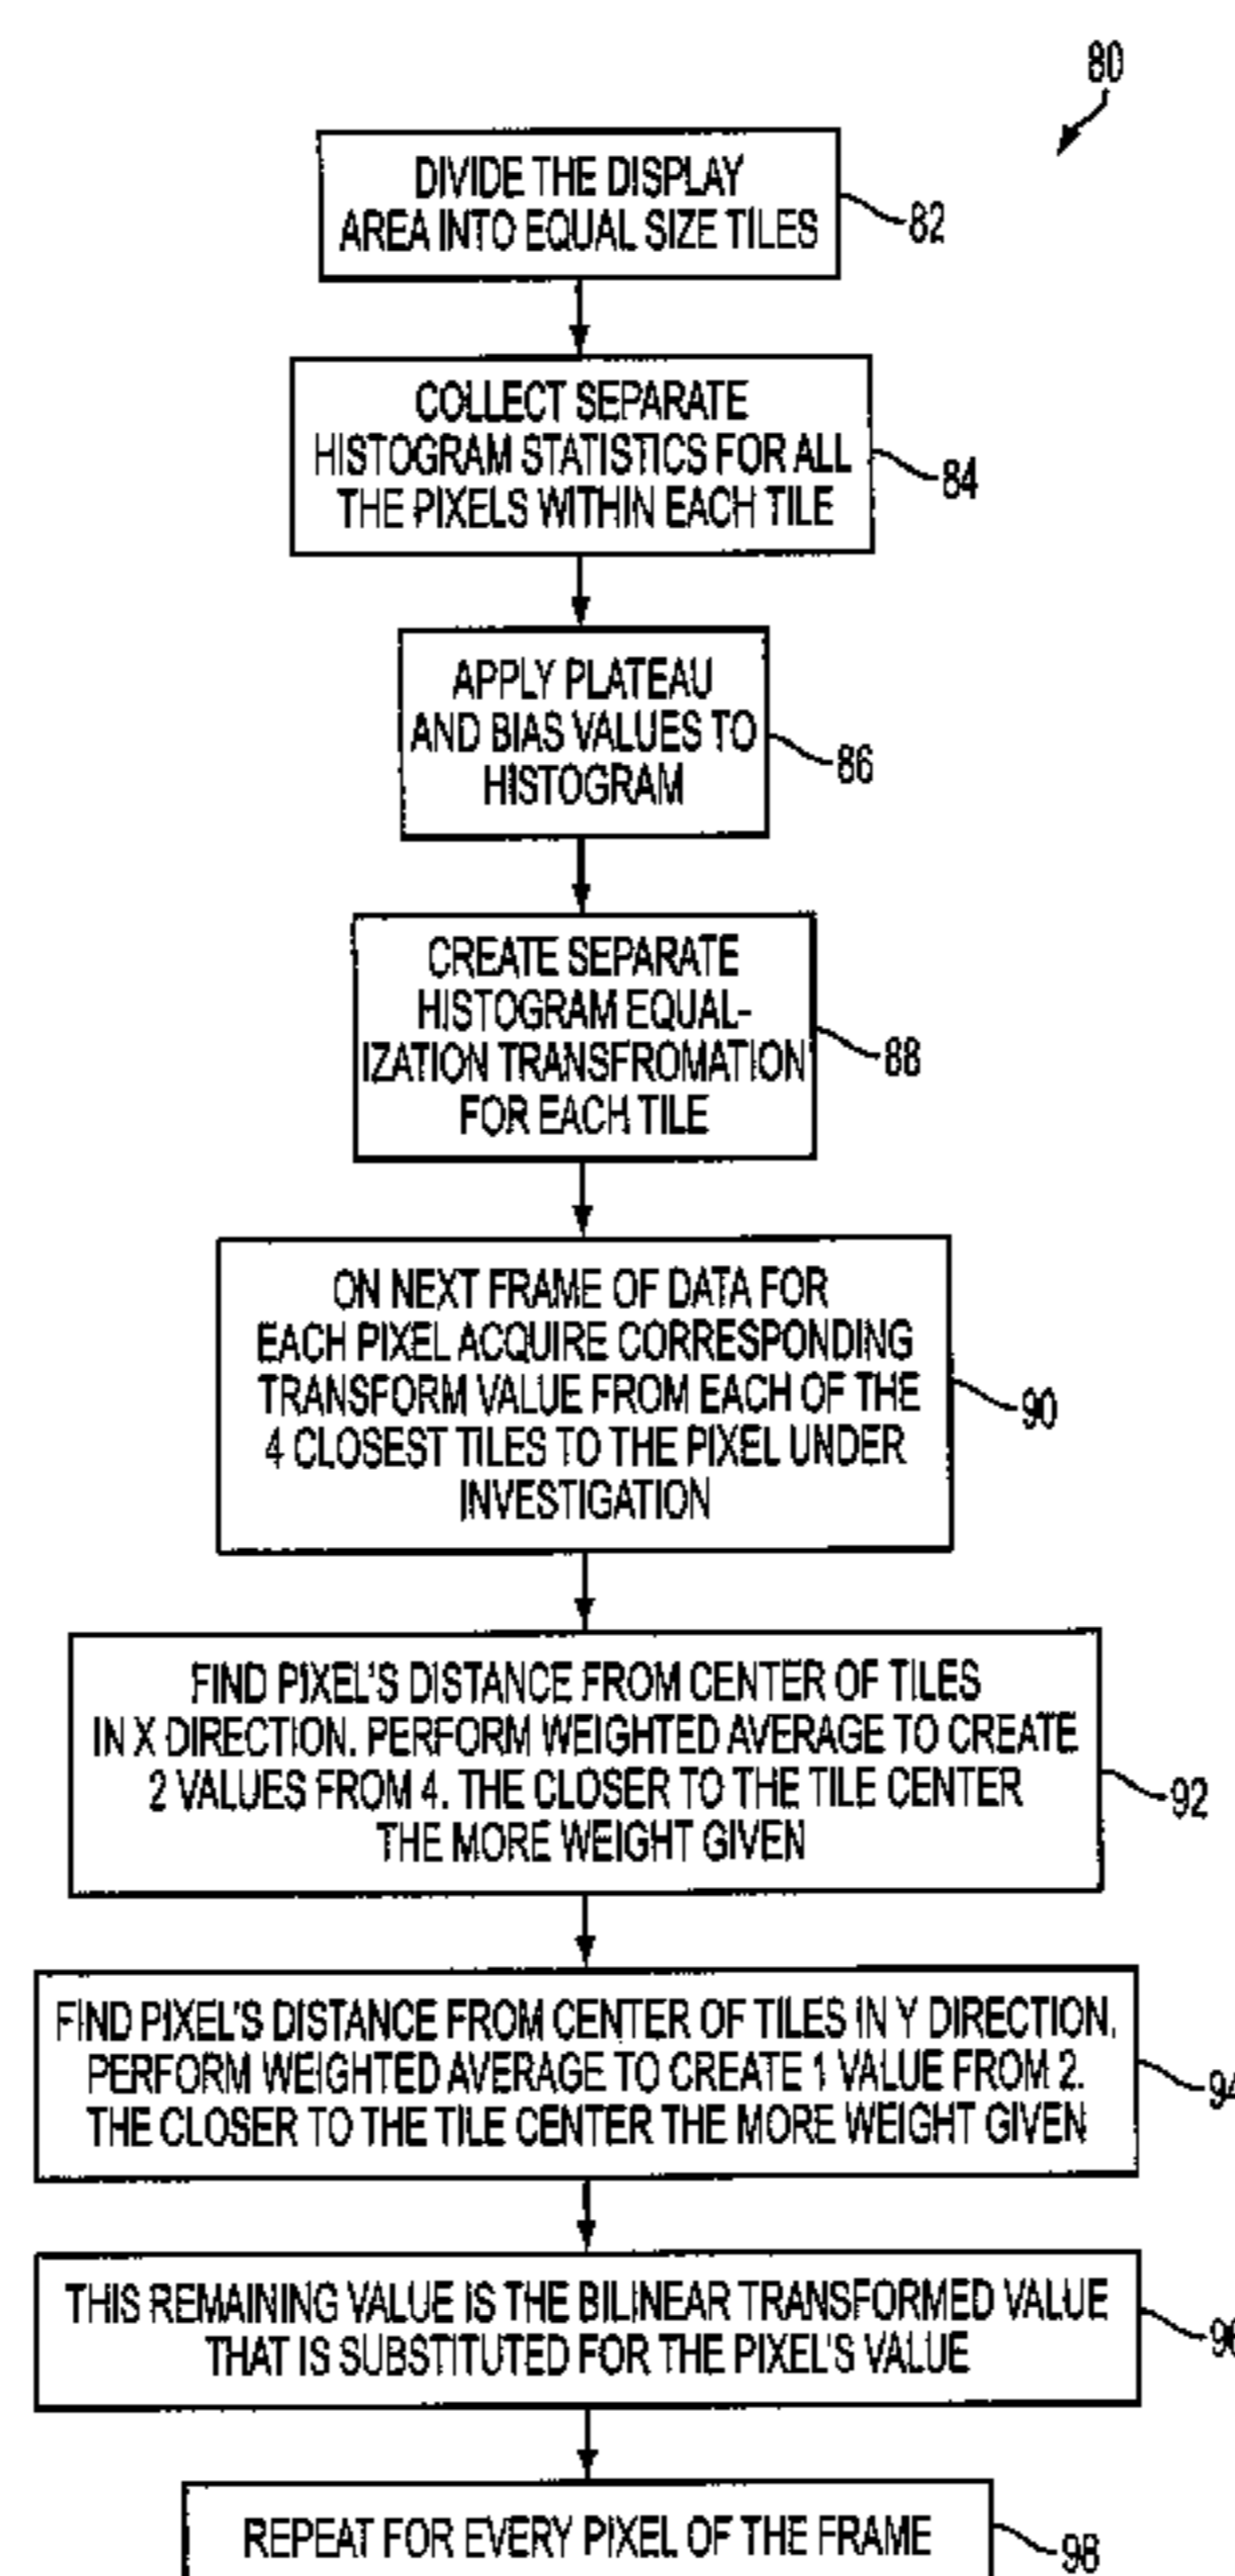 80
DIVIDE THE DISPLAY
AREA INTO EQUAL SIZE TILES
82
COLLECT SEPARATE
HISTOGRAM STATISTICS FOR ALL
THE PIXELS WITHIN EACH TILE
84
APPLY PLATEAU
AND BIAS VALUES TO
HISTOGRAM
86
CREATE SEPARATE
HISTOGRAM EQUAL-
IZATION TRANSFROMATION
FOR EACH TILE
88
ON NEXT FRAME OF DATA FOR
EACH PIXEL ACQUIRE CORRESPONDING
TRANSFORM VALUE FROM EACH OF THE
4 CLOSEST TILES TO THE PIXEL UNDER
INVESTIGATION
90
FIND PIXEL'S DISTANCE FROM CENTER OF TILES
IN X DIRECTION. PERFORM WEIGHTED AVERAGE TO CREATE
2 VALUES FROM 4. THE CLOSER TO THE TILE CENTER
THE MORE WEIGHT GIVEN
92
FIND PIXEL'S DISTANCE FROM CENTER OF TILES IN Y DIRECTION.
PERFORM WEIGHTED AVERAGE TO CREATE 1 VALUE FROM 2.
THE CLOSER TO THE TILE CENTER THE MORE WEIGHT GIVEN
94
THIS REMAINING VALUE IS THE BILINEAR TRANSFORMED VALUE
THAT IS SUBSTITUTED FOR THE PIXEL'S VALUE
96
REPEAT FOR EVERY PIXEL OF THE FRAME
98